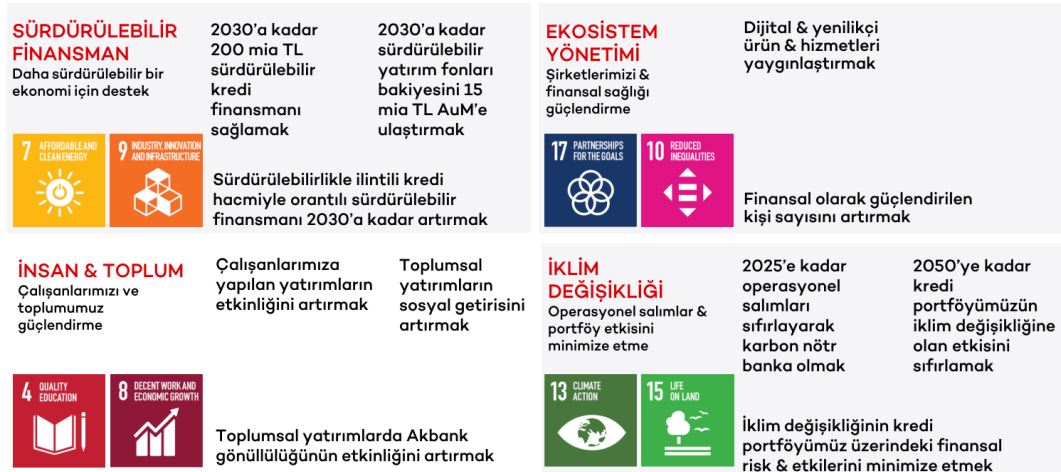 SÜRDÜRÜLEBİLİR
FİNANSMAN
Daha sürdürülebilir bir
ekonomi için destek
2030’a kadar
200 mia TL
sürdürülebilir
kredi
finansmanı
sağlamak
2030’a kadar
sürdürülebilir
yatırım fonları
bakiyesini 15
mia TL AuM’e
ulaştırmak
7 AFFORDABLE AND
CLEAN ENERGY
9 INDUSTRY, INNOVATION
AND INFRASTRUCTURE
Sürdürülebilirlikle ilintili kredi
hacmiyle orantılı sürdürülebilir
finansmanı 2030’a kadar artırmak
EKOSİSTEM
YÖNETİMİ
Şirketlerimizi &
finansal sağlığı
güçlendirme
Dijital & yenilikçi
ürün & hizmetleri
yaygınlaştırmak
17 PARTNERSHIPS
FOR THE GOALS
10 REDUCED
INEQUALITIES
Finansal olarak güçlendirilen
kişi sayısını artırmak
İNSAN & TOPLUM
Çalışanlarımızı ve
toplumumuz
güçlendirme
Çalışanlarımıza
yapılan yatırımların
etkinliğini artırmak
Toplumsal
yatırımların
sosyal getirisini
artırmak
4 QUALITY
EDUCATION
8 DECENT WORK AND
ECONOMIC GROWTH
Toplumsal yatırımlarda Akbank
gönüllülüğünün etkinliğini artırmak
İKLİM
DEĞİŞİKLİĞİ
Operasyonel salımlar &
portföy etkisini
minimize etme
2025’e kadar
operasyonel
salımları
sıfırlayarak
karbon nötr
banka olmak
2050’ye kadar
kredi
portföyümüzün
iklim değişikliğine
olan etkisini
sıfırlamak
13 CLIMATE
ACTION
15 LIFE
ON LAND
İklim değişikliğinin kredi
portföyümüz üzerindeki finansal
risk & etkilerini minimize etmek